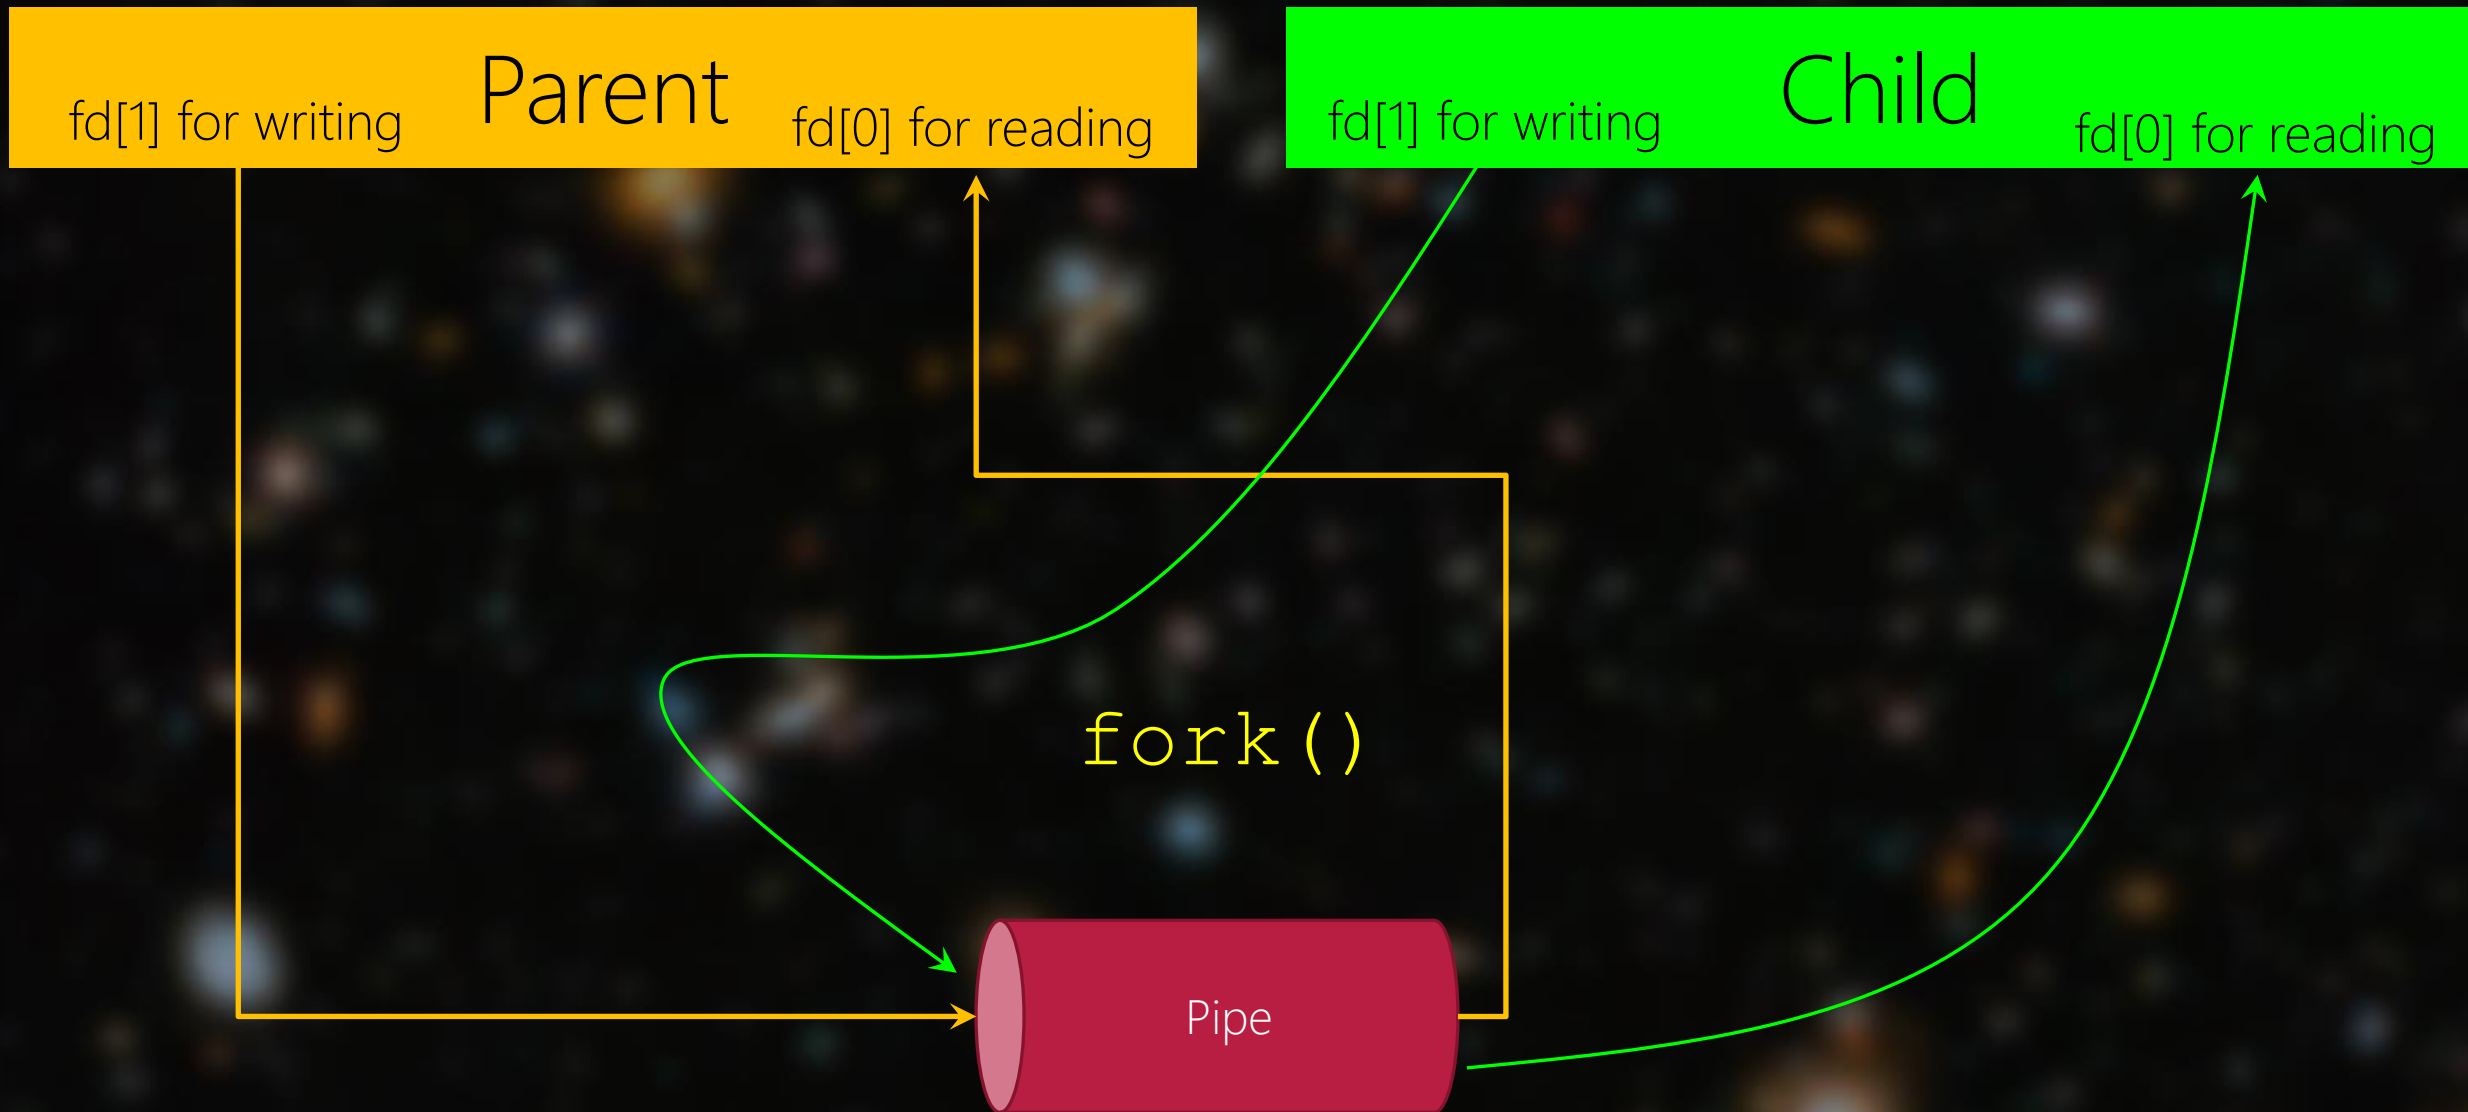 Parent
fd[1] for writing
fd[0] for reading
Child
fd[1] for writing
fd[0] for reading
fork()
Pipe